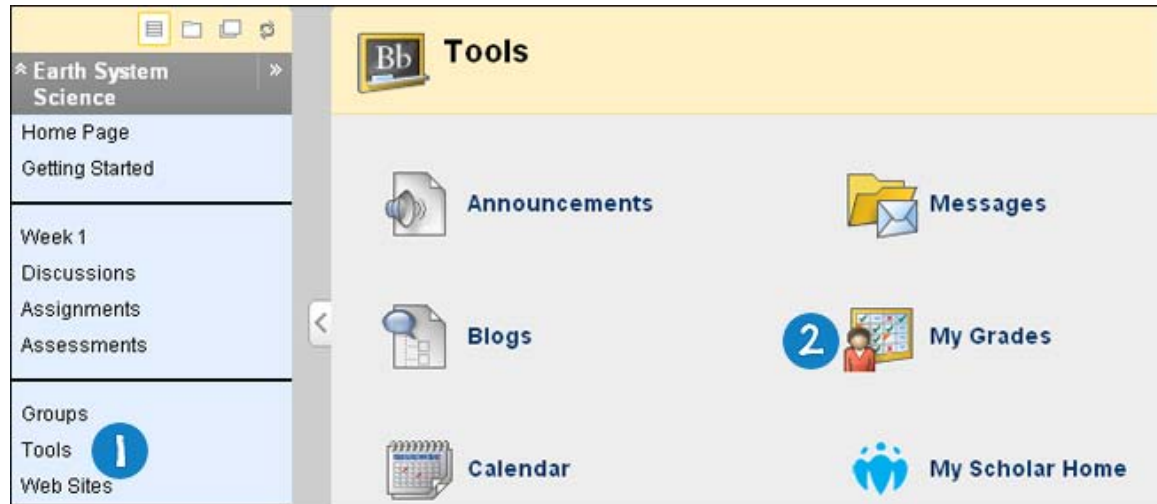 Earth System
Science
Home Page
Getting Started
Week 1
Discussions
Assignments
Assessments
Groups
Tools 1
Web Sites
Bb Tools
Announcements
Messages
Blogs
2 My Grades
Calendar
My Scholar Home